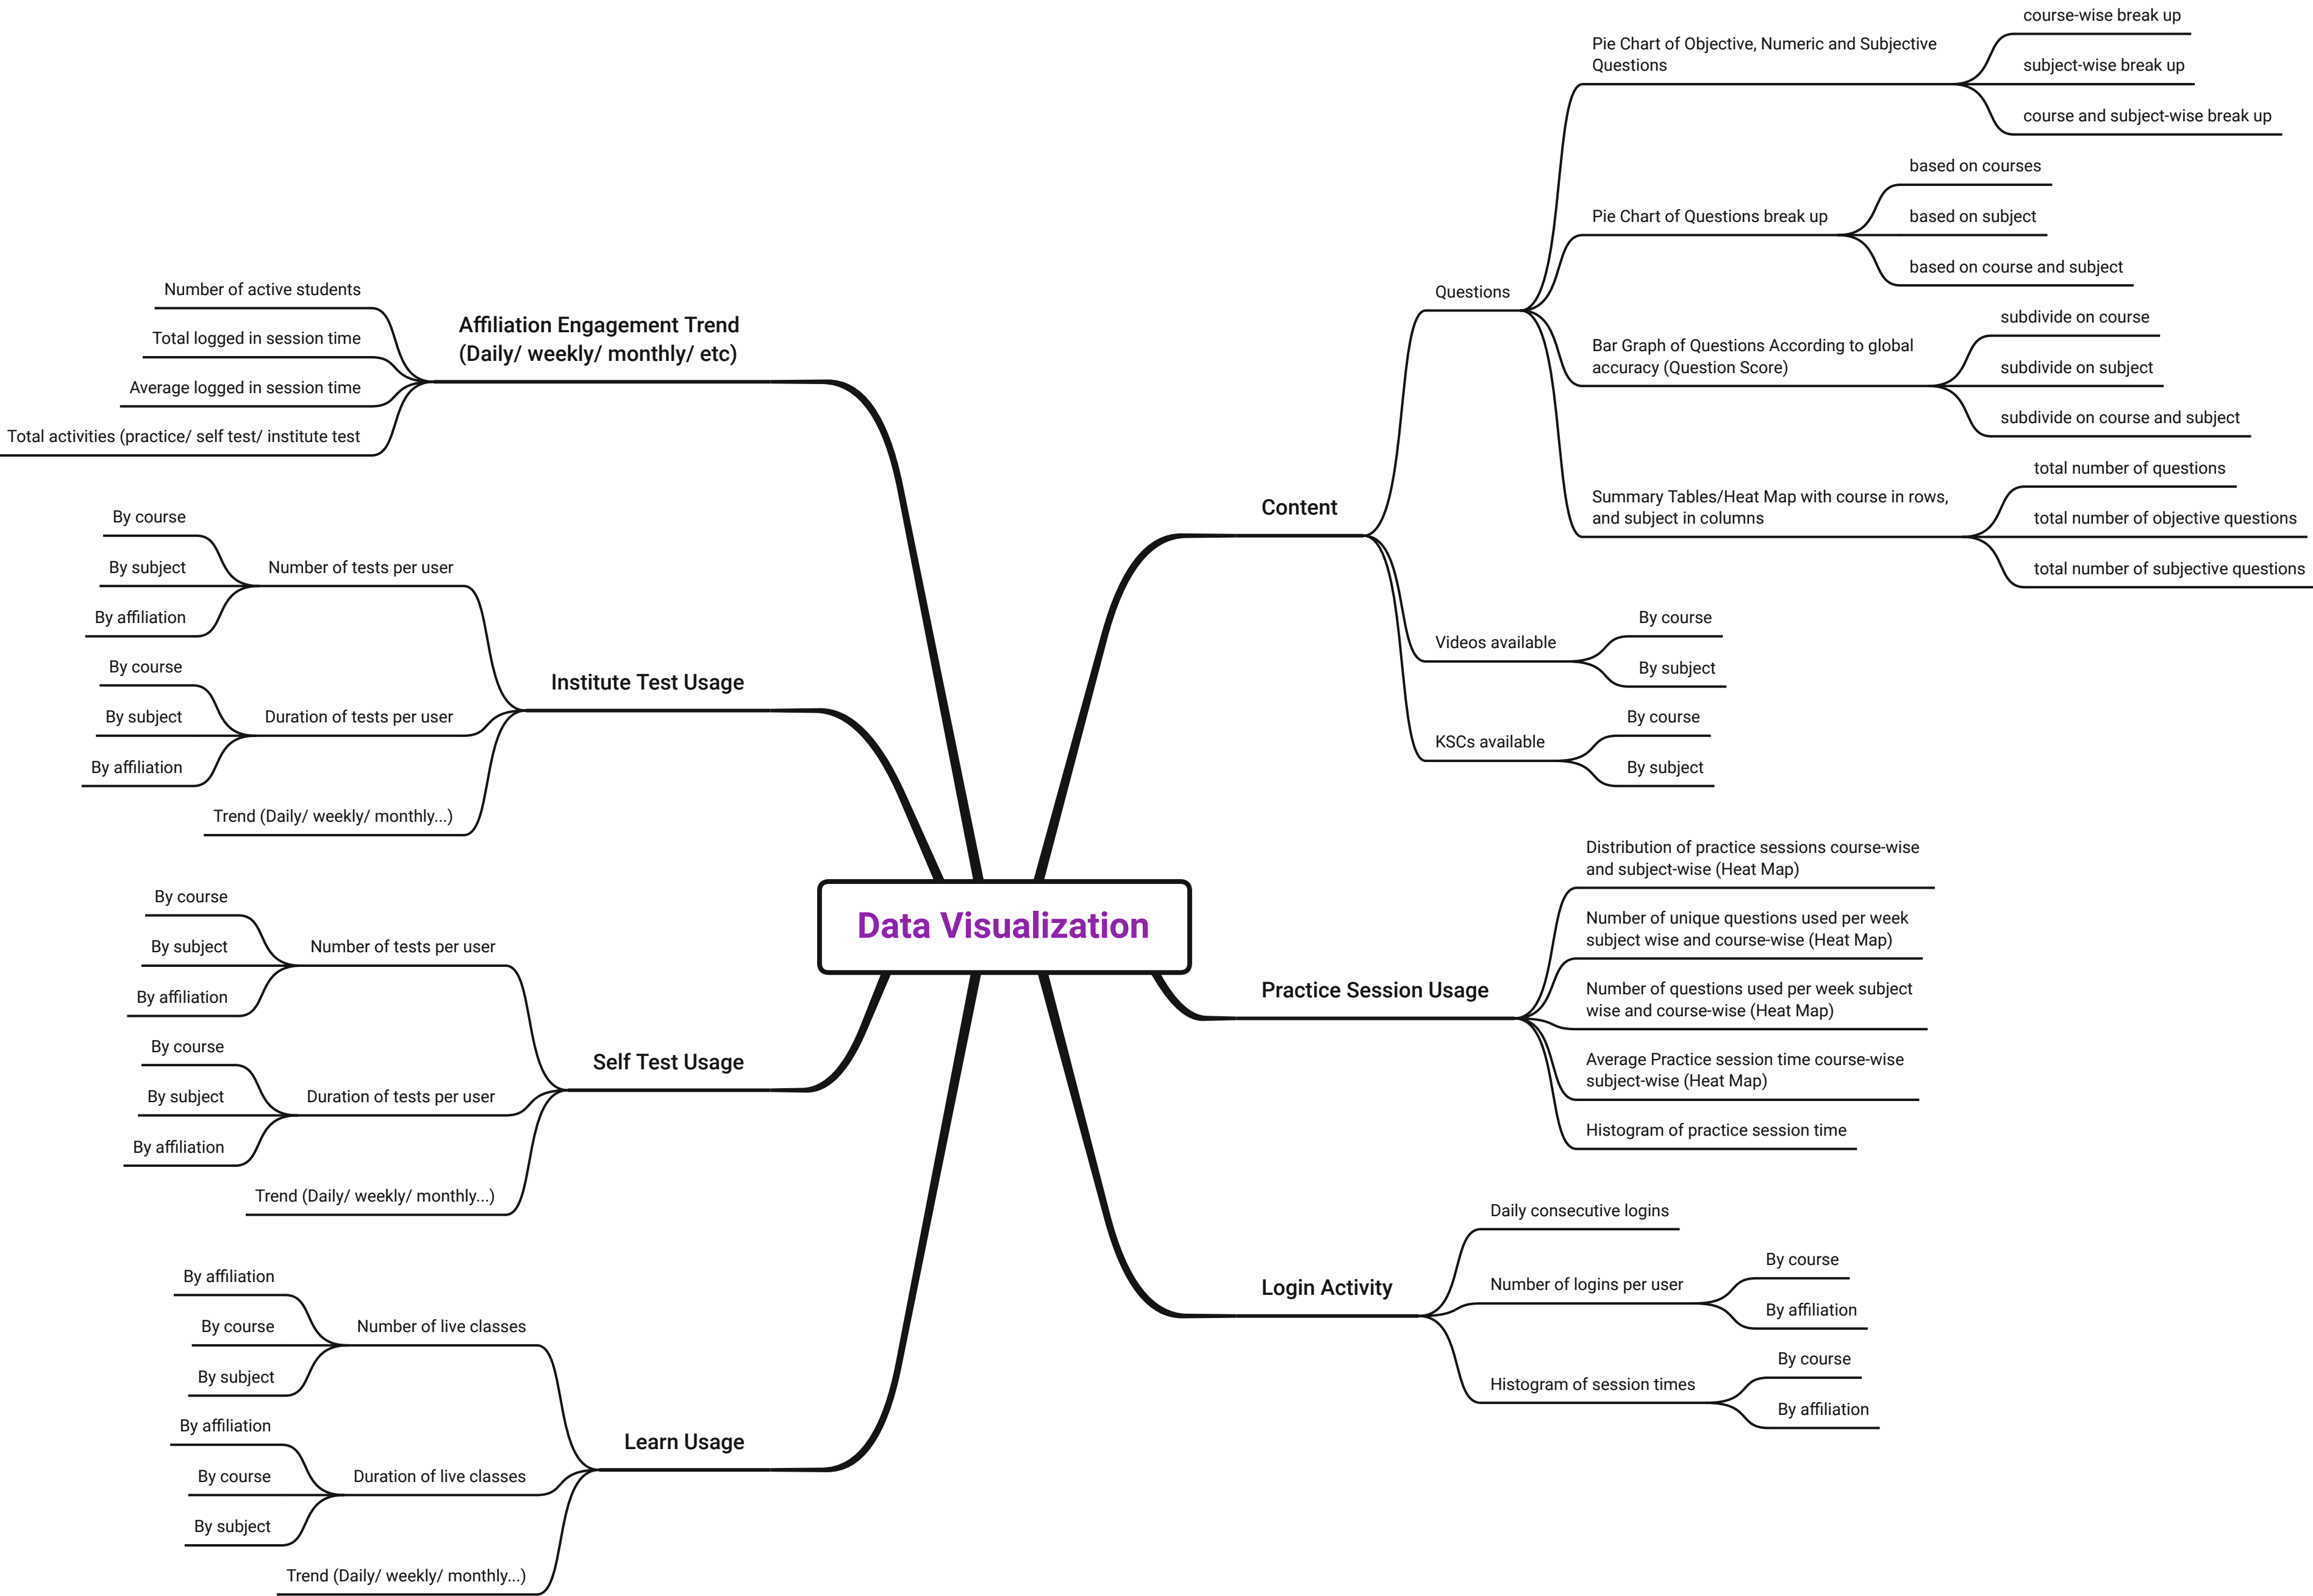 Data Visualization
Content
Questions
Pie Chart of Objective, Numeric and Subjective
Questions
course-wise break up
subject-wise break up
course and subject-wise break up
Pie Chart of Questions break up
based on courses
based on subject
based on course and subject
Bar Graph of Questions According to global
accuracy (Question Score)
subdivide on course
subdivide on subject
subdivide on course and subject
Summary Tables/Heat Map with course in rows,
and subject in columns
total number of questions
total number of objective questions
total number of subjective questions
Videos available
By course
By subject
KSCs available
By course
By subject
Practice Session Usage
Distribution of practice sessions course-wise
and subject-wise (Heat Map)
Number of unique questions used per week
subject wise and course-wise (Heat Map)
Number of questions used per week subject
wise and course-wise (Heat Map)
Average Practice session time course-wise
subject-wise (Heat Map)
Histogram of practice session time
Login Activity
Daily consecutive logins
Number of logins per user
By course
By affiliation
Histogram of session times
By course
By affiliation
Affiliation Engagement Trend
(Daily/ weekly/ monthly/ etc)
Number of active students
Total logged in session time
Average logged in session time
Total activities (practice/ self test/ institute test
Institute Test Usage
Number of tests per user
By course
By subject
By affiliation
Duration of tests per user
By course
By subject
By affiliation
Trend (Daily/ weekly/ monthly...)
Self Test Usage
Number of tests per user
By course
By subject
By affiliation
Duration of tests per user
By course
By subject
By affiliation
Trend (Daily/ weekly/ monthly...)
Learn Usage
Number of live classes
By affiliation
By course
By subject
Duration of live classes
By affiliation
By course
By subject
Trend (Daily/ weekly/ monthly...)